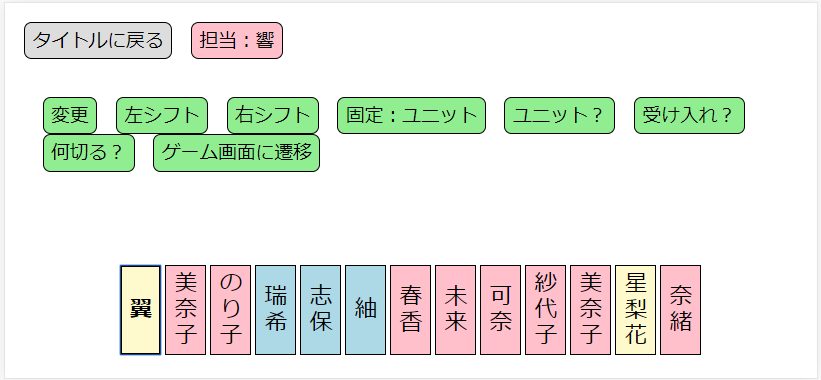 タイトルに戻る 担当：響
変更 左シフト 右シフト 固定：ユニット ユニット？ 受け入れ？
何切る？ ゲーム画面に遷移
翼 美奈子 のり子 瑞希 志保 紬 春香 未来 可奈 紗代子 美奈子 星梨花 奈緒